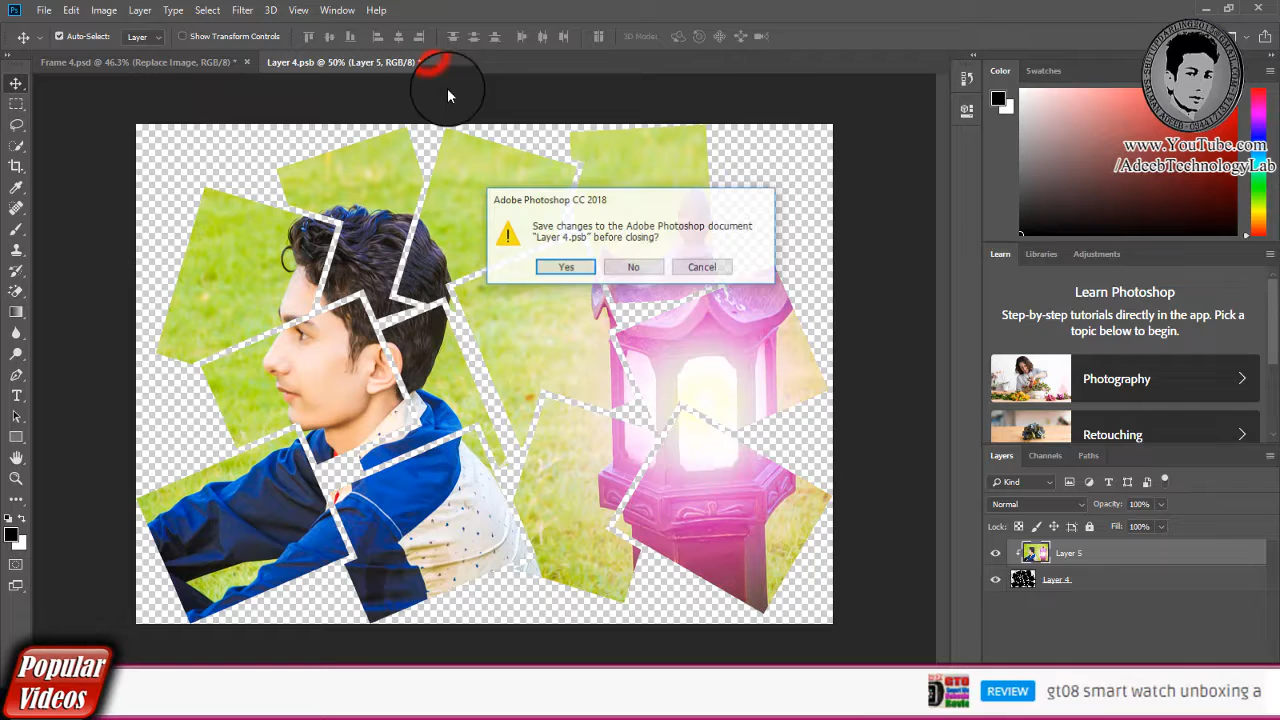 Ps File Edit Image Layer Type Select Filter 3D View Window Help
Auto-Select: Layer Show Transform Controls 3D Mode:
Frame 4.psd @ 46.3% (Replace Image, RGB/8) * × Layer 4.psb @ 50% (Layer 5, RGB/8)
Color Swatches
www.YouTube.com
/AdeebTechnologyLab
Adobe Photoshop CC 2018
Save changes to the Adobe Photoshop document
"Layer 4.psb" before closing?
Yes No Cancel
Learn Libraries Adjustments
Learn Photoshop
Step-by-step tutorials directly in the app. Pick a
topic below to begin.
Photography
Retouching
Layers Channels Paths
Kind
Normal Opacity: 100%
Lock: Fill: 100%
Layer 5
Layer 4
Popular
Videos
REVIEW gt08 smart watch unboxing a